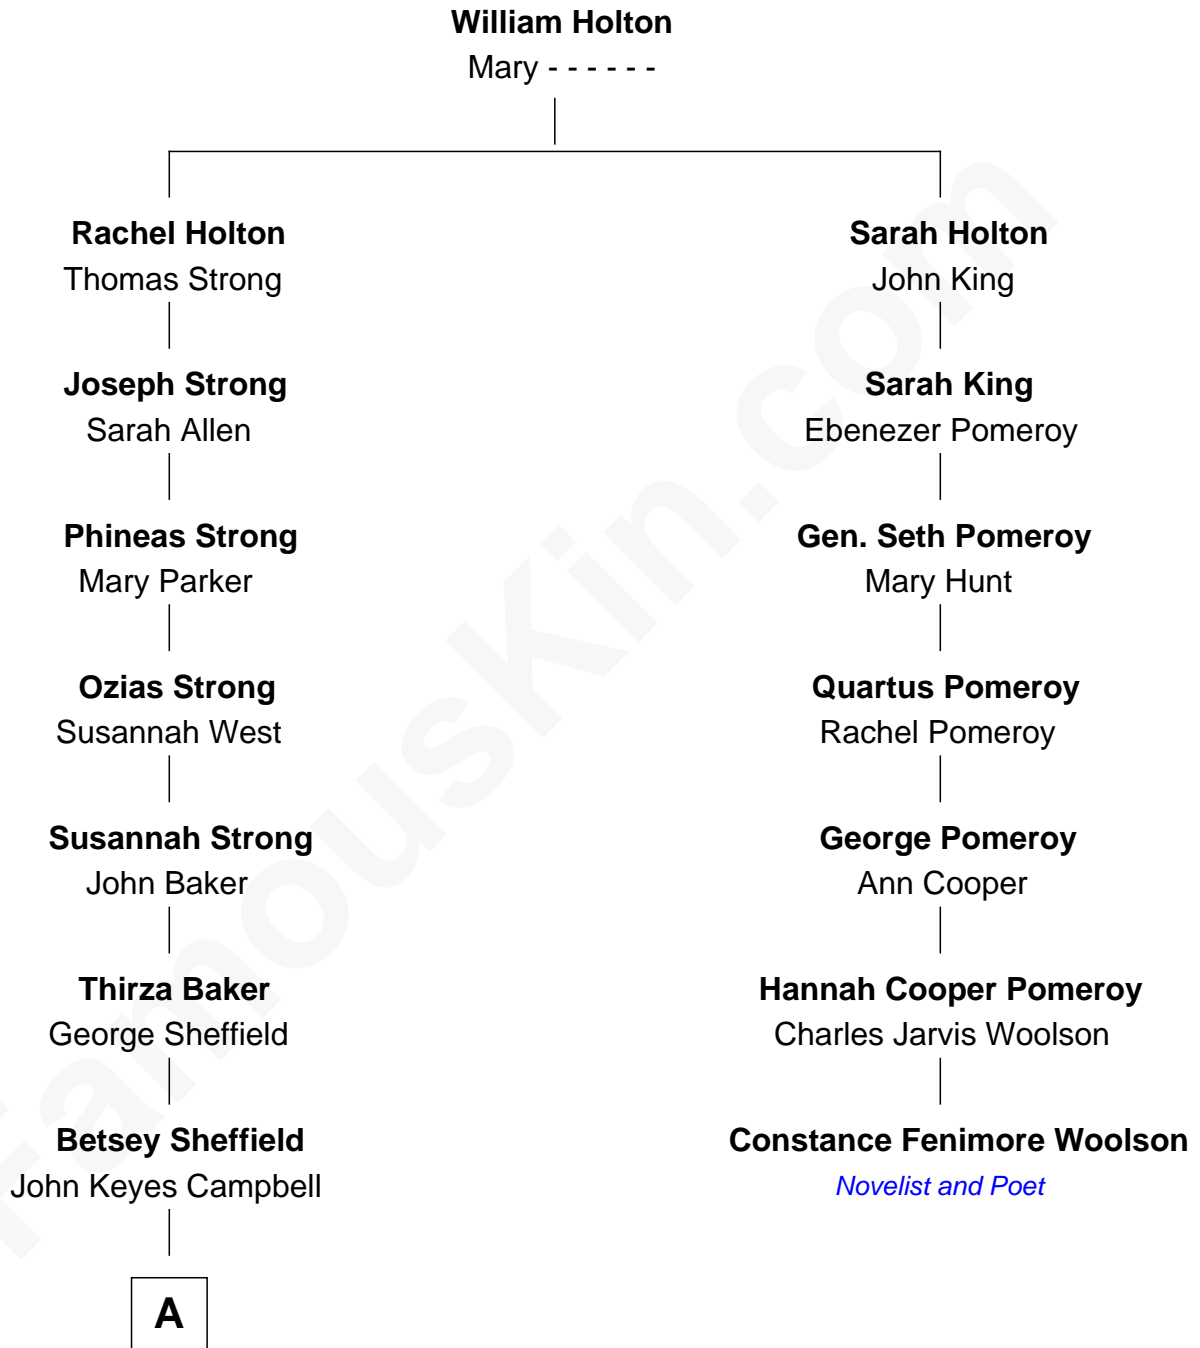 William Holton
Mary - - - - - -
Rachel Holton
Thomas Strong
Sarah Holton
John King
Joseph Strong
Sarah Allen
Sarah King
Ebenezer Pomeroy
Phineas Strong
Mary Parker
Gen. Seth Pomeroy
Mary Hunt
Ozias Strong
Susannah West
Quartus Pomeroy
Rachel Pomeroy
Susannah Strong
John Baker
George Pomeroy
Ann Cooper
Thirza Baker
George Sheffield
Hannah Cooper Pomeroy
Charles Jarvis Woolson
Betsey Sheffield
John Keyes Campbell
Constance Fenimore Woolson
Novelist and Poet
A
FamousKin.com